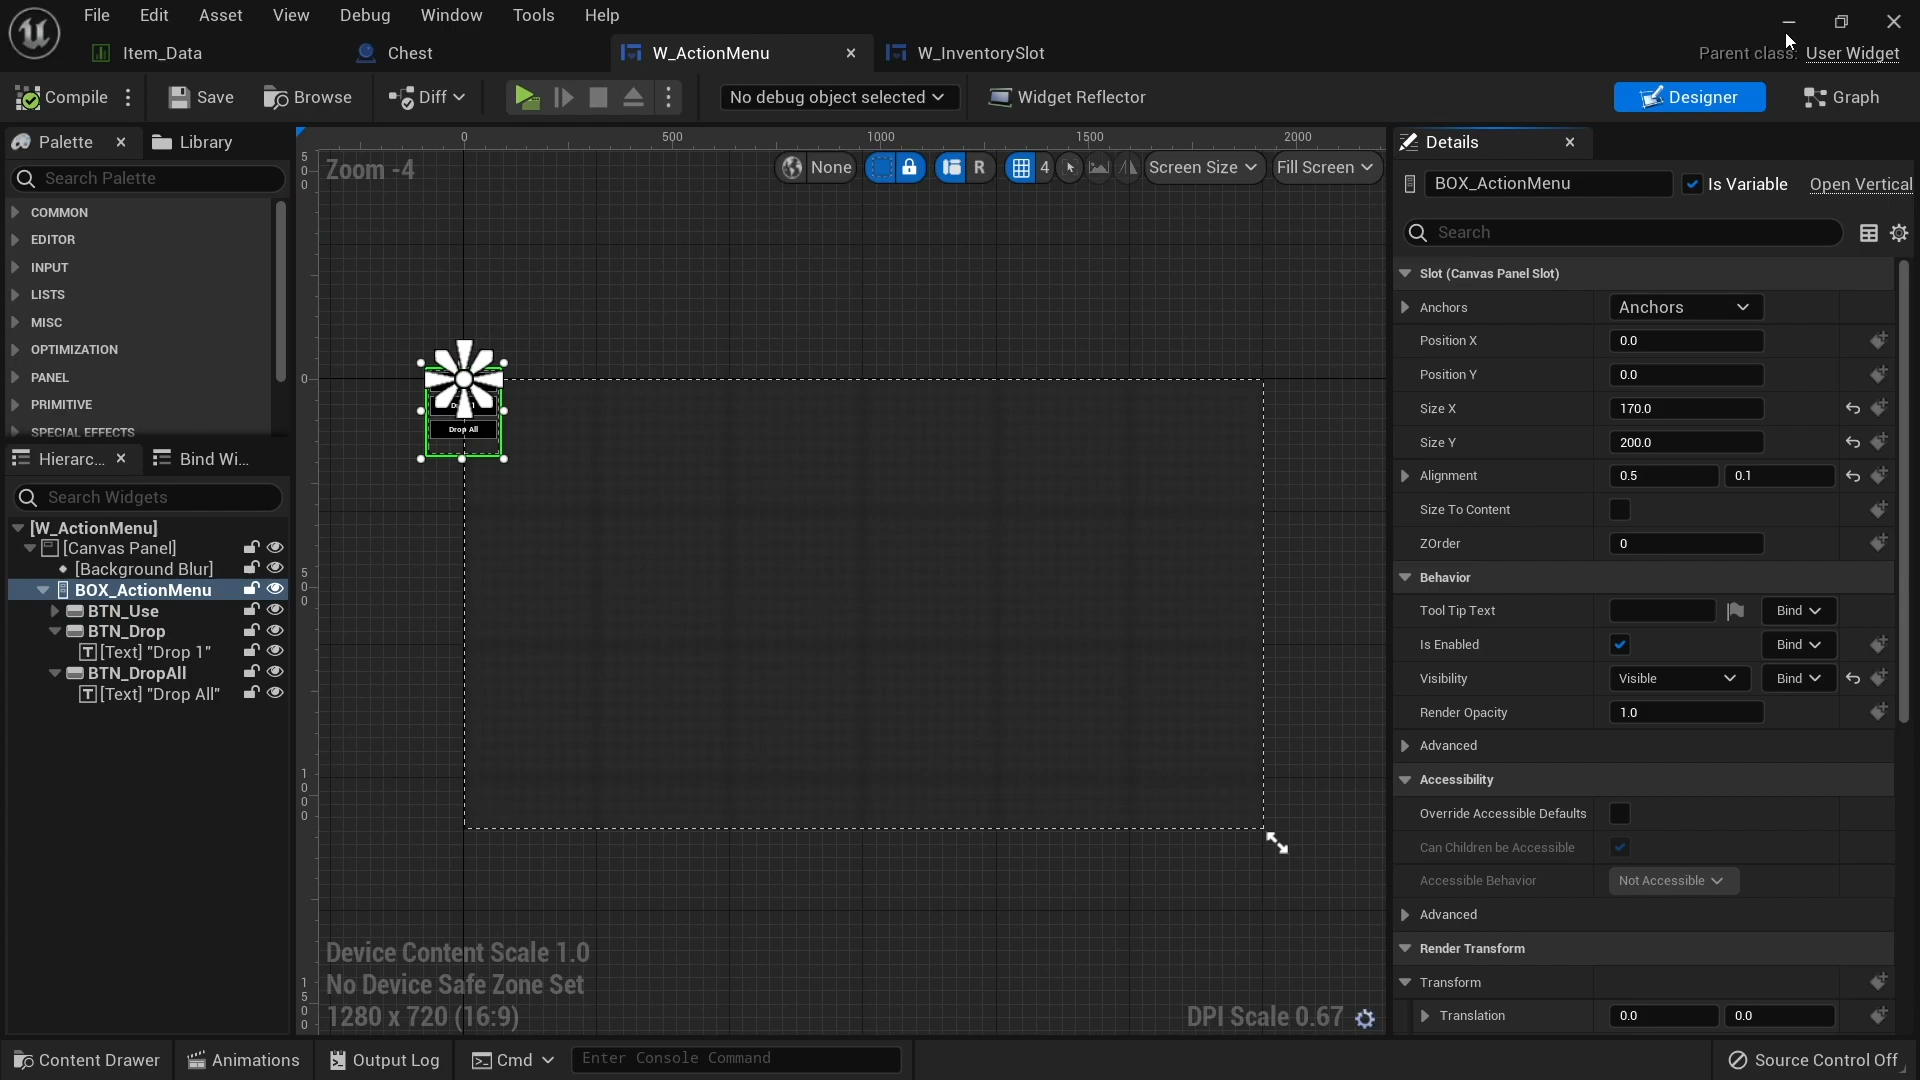 File Edit Asset View Debug Window Tools Help
Item_Data Chest W_ActionMenu W_InventorySlot Parent class: User Widget
Compile Save Browse Diff No debug object selected Widget Reflector Designer Graph
Palette Library
Search Palette
COMMON
EDITOR
INPUT
LISTS
MISC
OPTIMIZATION
PANEL
PRIMITIVE
SPECIAL EFFECTS
Hierarc... Bind Wi...
Search Widgets
[W_ActionMenu]
[Canvas Panel]
[Background Blur]
BOX_ActionMenu
BTN_Use
BTN_Drop
[Text] "Drop 1"
BTN_DropAll
[Text] "Drop All"
0 500 1000 1500 2000
500
0
500
1000
1500
Zoom -4
None R 4 Screen Size Fill Screen
Drop All
Device Content Scale 1.0
No Device Safe Zone Set
1280 x 720 (16:9)
DPI Scale 0.67
Details
BOX_ActionMenu Is Variable Open Vertical
Search
Slot (Canvas Panel Slot)
Anchors Anchors
Position X 0.0
Position Y 0.0
Size X 170.0
Size Y 200.0
Alignment 0.5 0.1
Size To Content
ZOrder 0
Behavior
Tool Tip Text Bind
Is Enabled Bind
Visibility Visible Bind
Render Opacity 1.0
Advanced
Accessibility
Override Accessible Defaults
Can Children be Accessible
Accessible Behavior Not Accessible
Advanced
Render Transform
Transform
Translation 0.0 0.0
Content Drawer Animations Output Log Cmd Enter Console Command Source Control Off